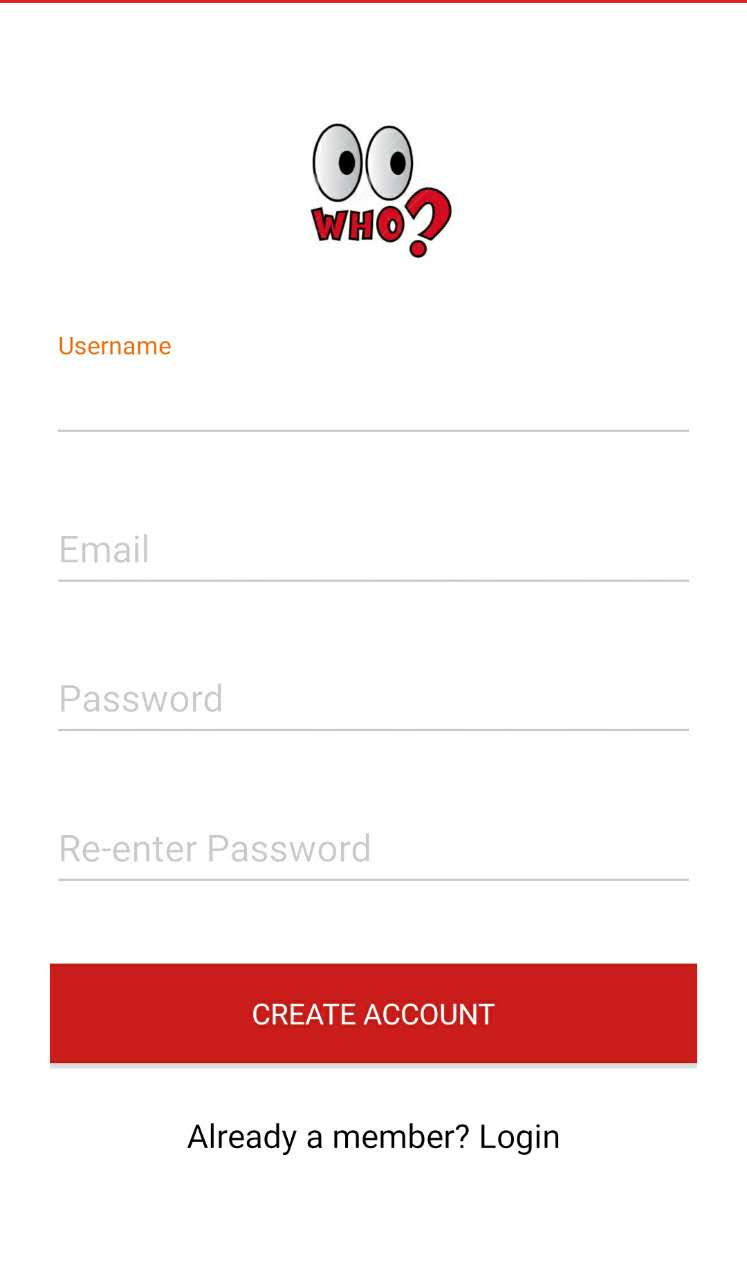 WHO?
Username
Email
Password
Re-enter Password
CREATE ACCOUNT
Already a member? Login